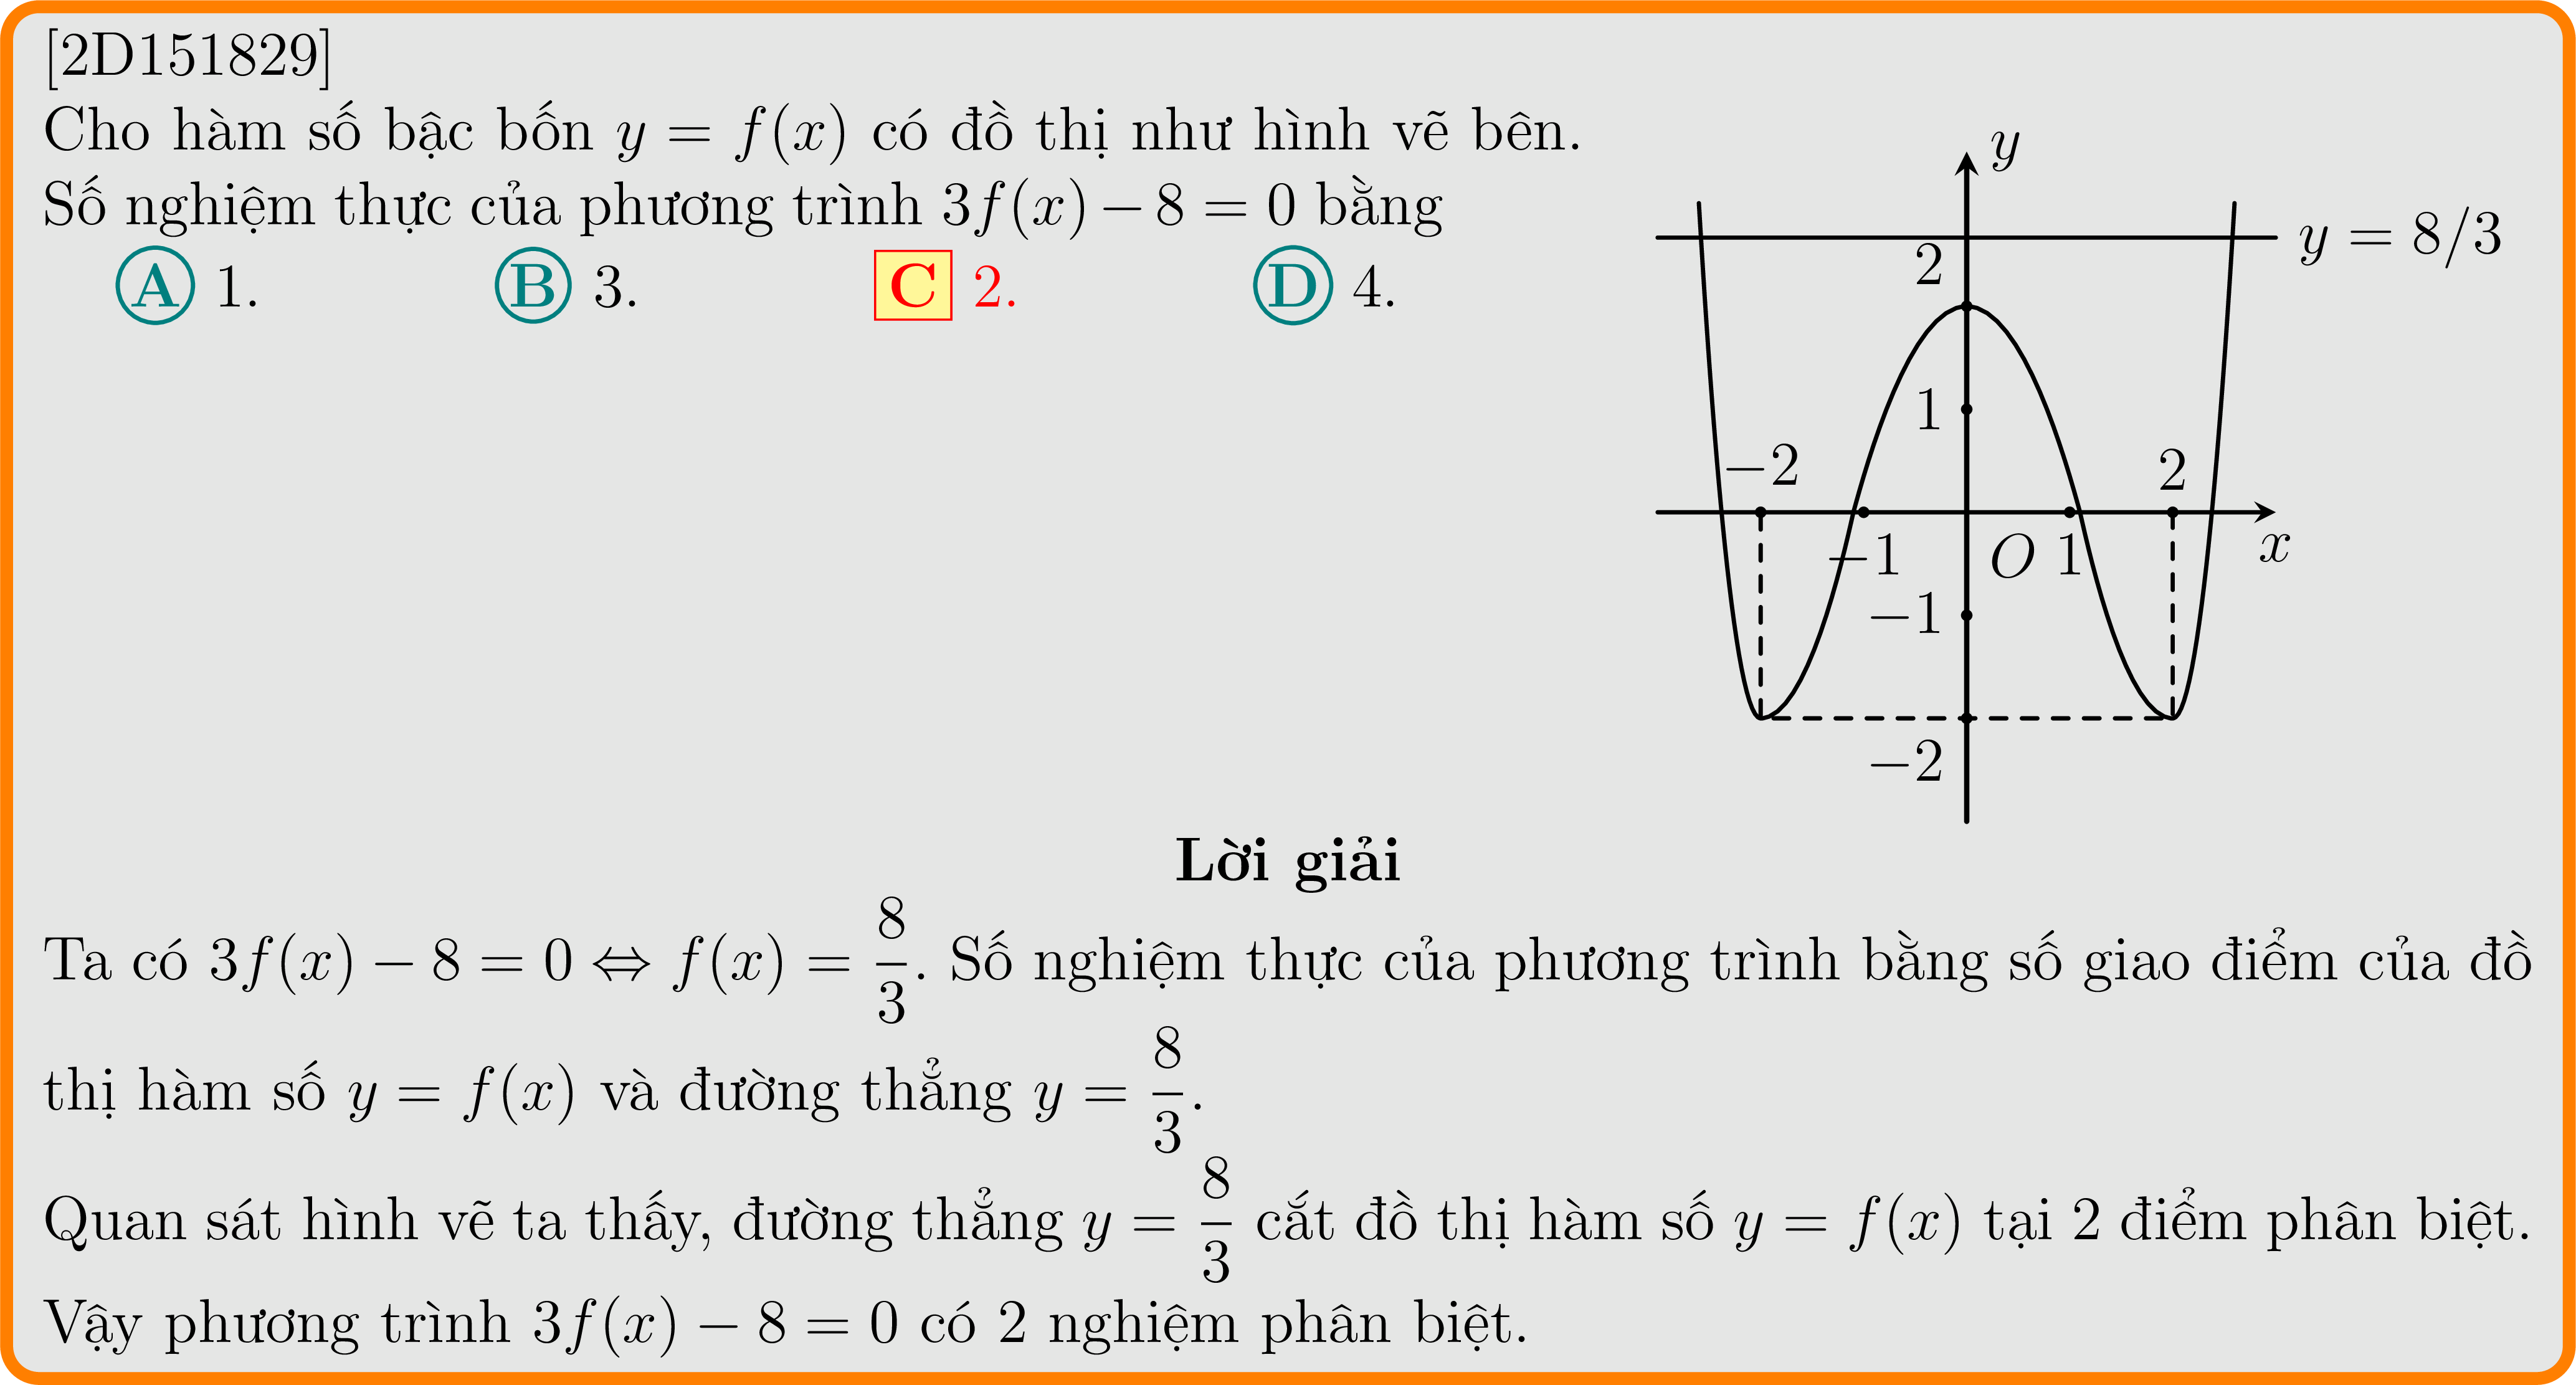 [2D151829]
Cho hàm số bậc bốn y = f(x) có đồ thị như hình vẽ bên.
Số nghiệm thực của phương trình 3f(x) − 8 = 0 bằng
A 1. B 3. C 2. D 4.
y
y = 8/3
2
1
−2 2
−1 O 1 x
−1
−2
Lời giải
Ta có 3f(x) − 8 = 0 ⇔ f(x) = 8/3. Số nghiệm thực của phương trình bằng số giao điểm của đồ
thị hàm số y = f(x) và đường thẳng y = 8/3.
Quan sát hình vẽ ta thấy, đường thẳng y = 8/3 cắt đồ thị hàm số y = f(x) tại 2 điểm phân biệt.
Vậy phương trình 3f(x) − 8 = 0 có 2 nghiệm phân biệt.